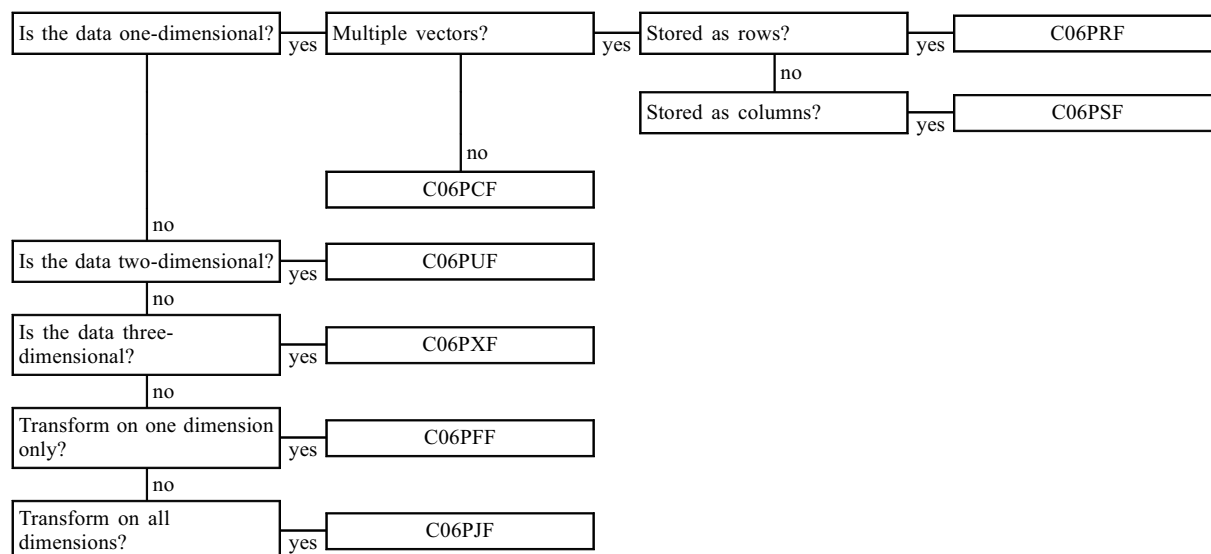 Is the data one-dimensional?
yes
Multiple vectors?
yes
Stored as rows?
yes
C06PRF
no
Stored as columns?
yes
C06PSF
no
C06PCF
no
Is the data two-dimensional?
yes
C06PUF
no
Is the data three-
dimensional?
yes
C06PXF
no
Transform on one dimension
only?
yes
C06PFF
no
Transform on all
dimensions?
yes
C06PJF